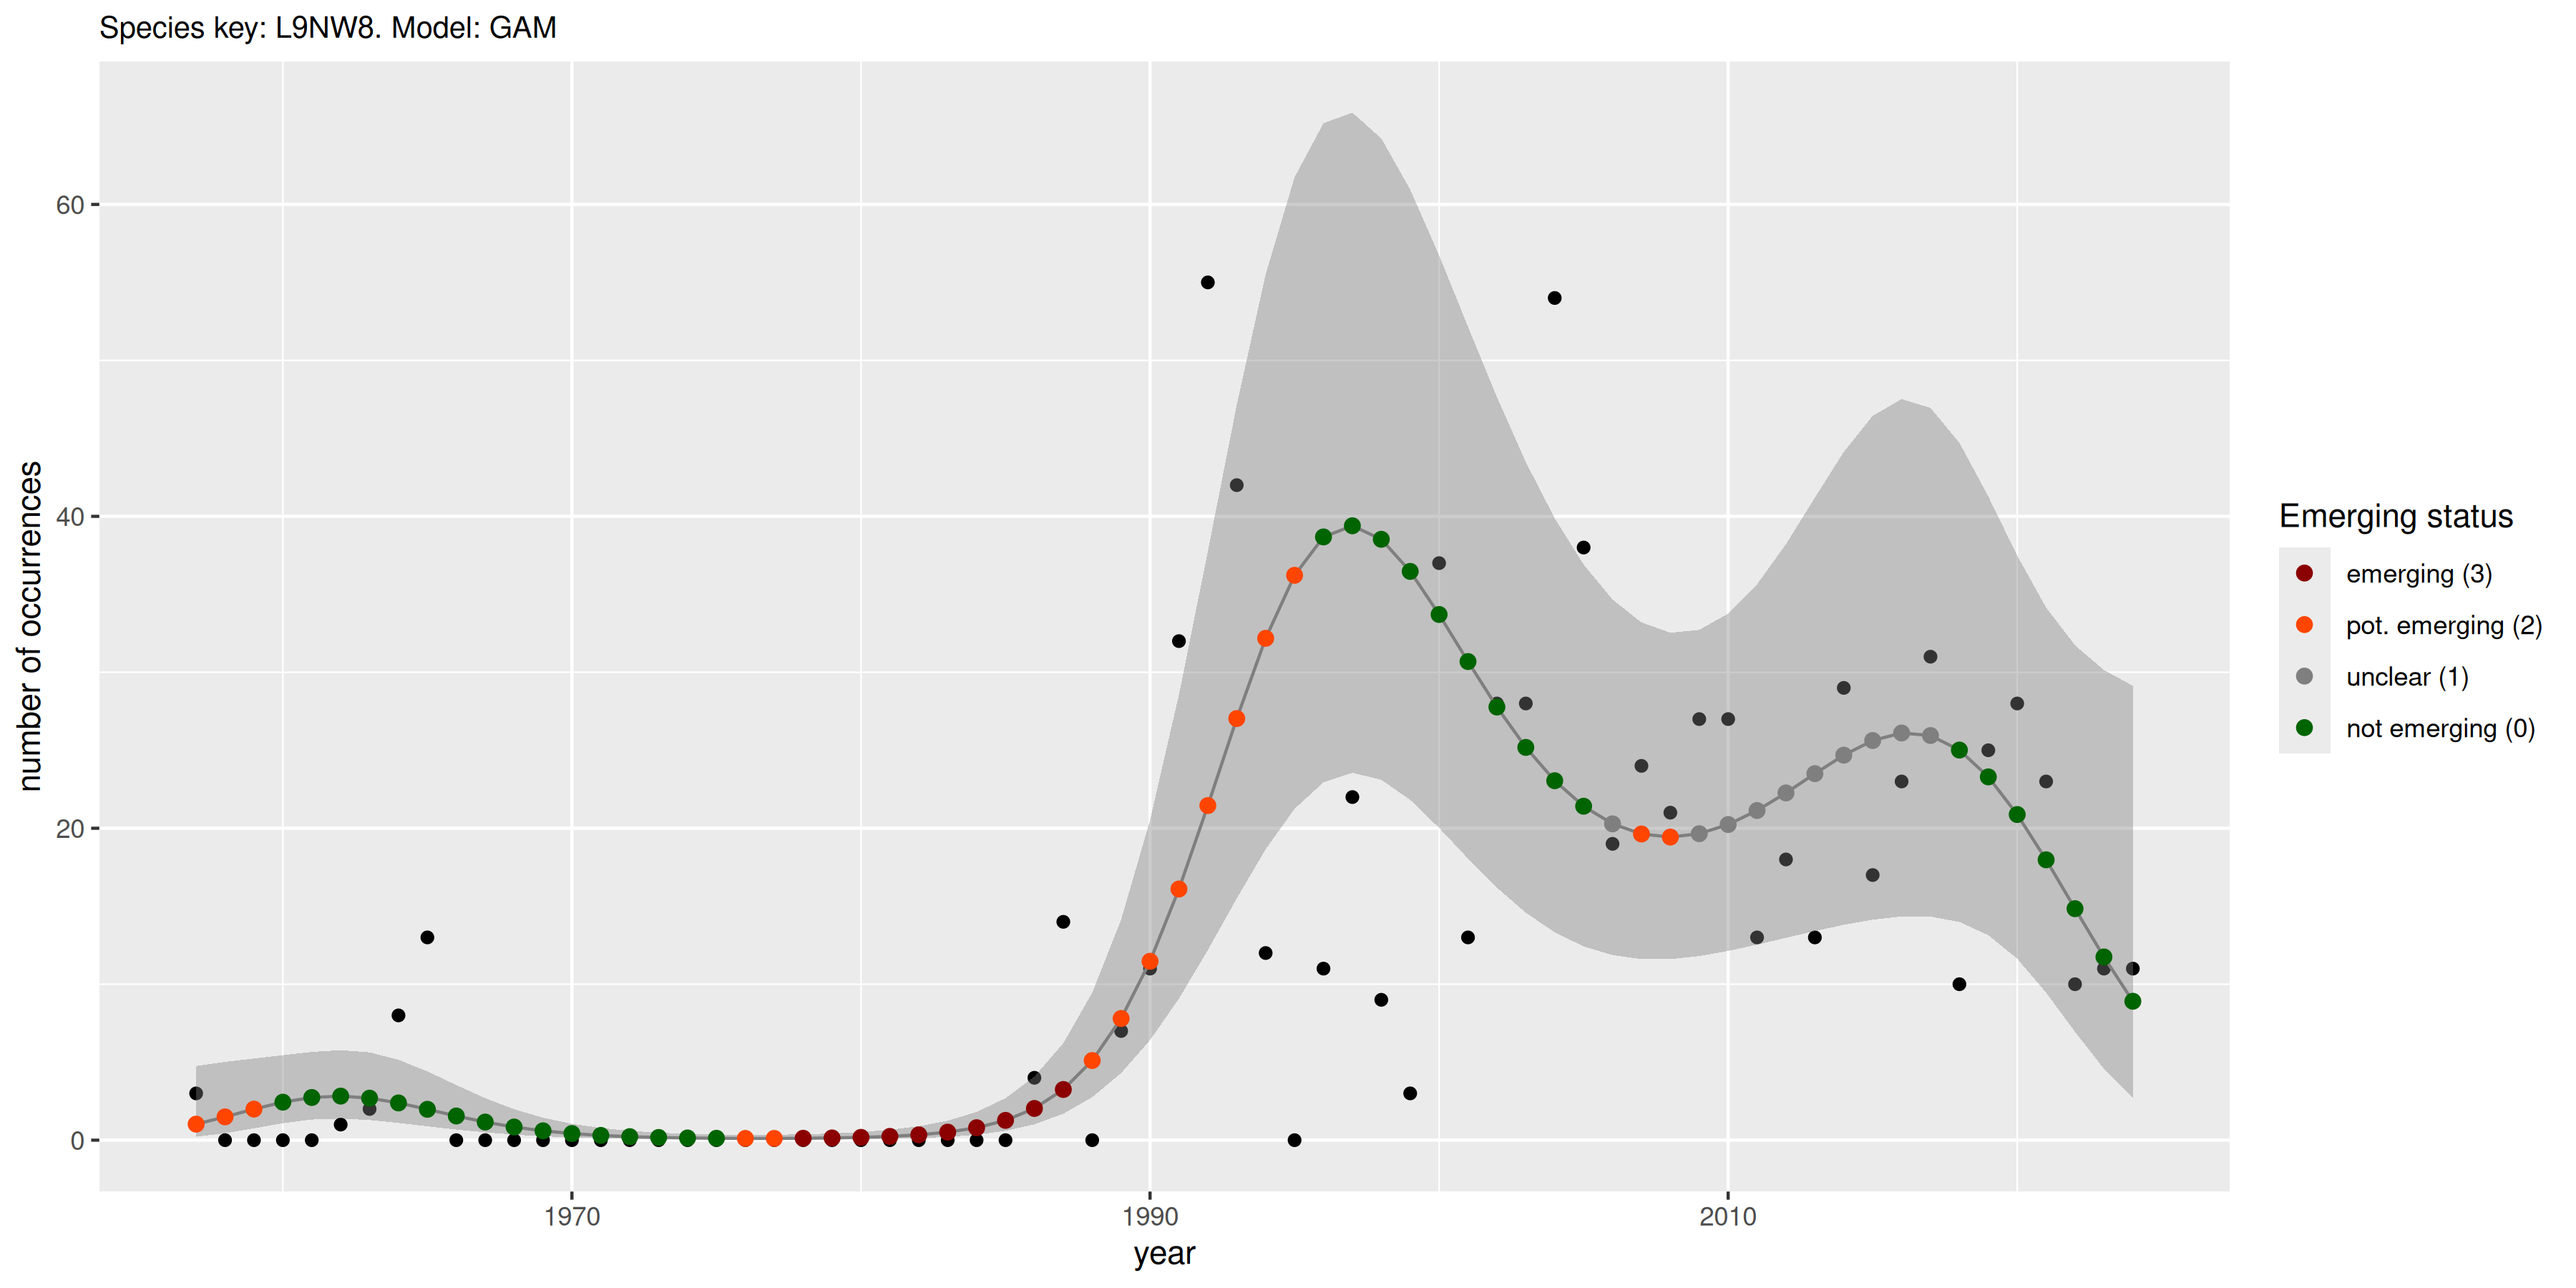 Species key: L9NW8. Model: GAM
60
40
20
0
number of occurrences
1970
1990
2010
year
Emerging status
emerging (3)
pot. emerging (2)
unclear (1)
not emerging (0)